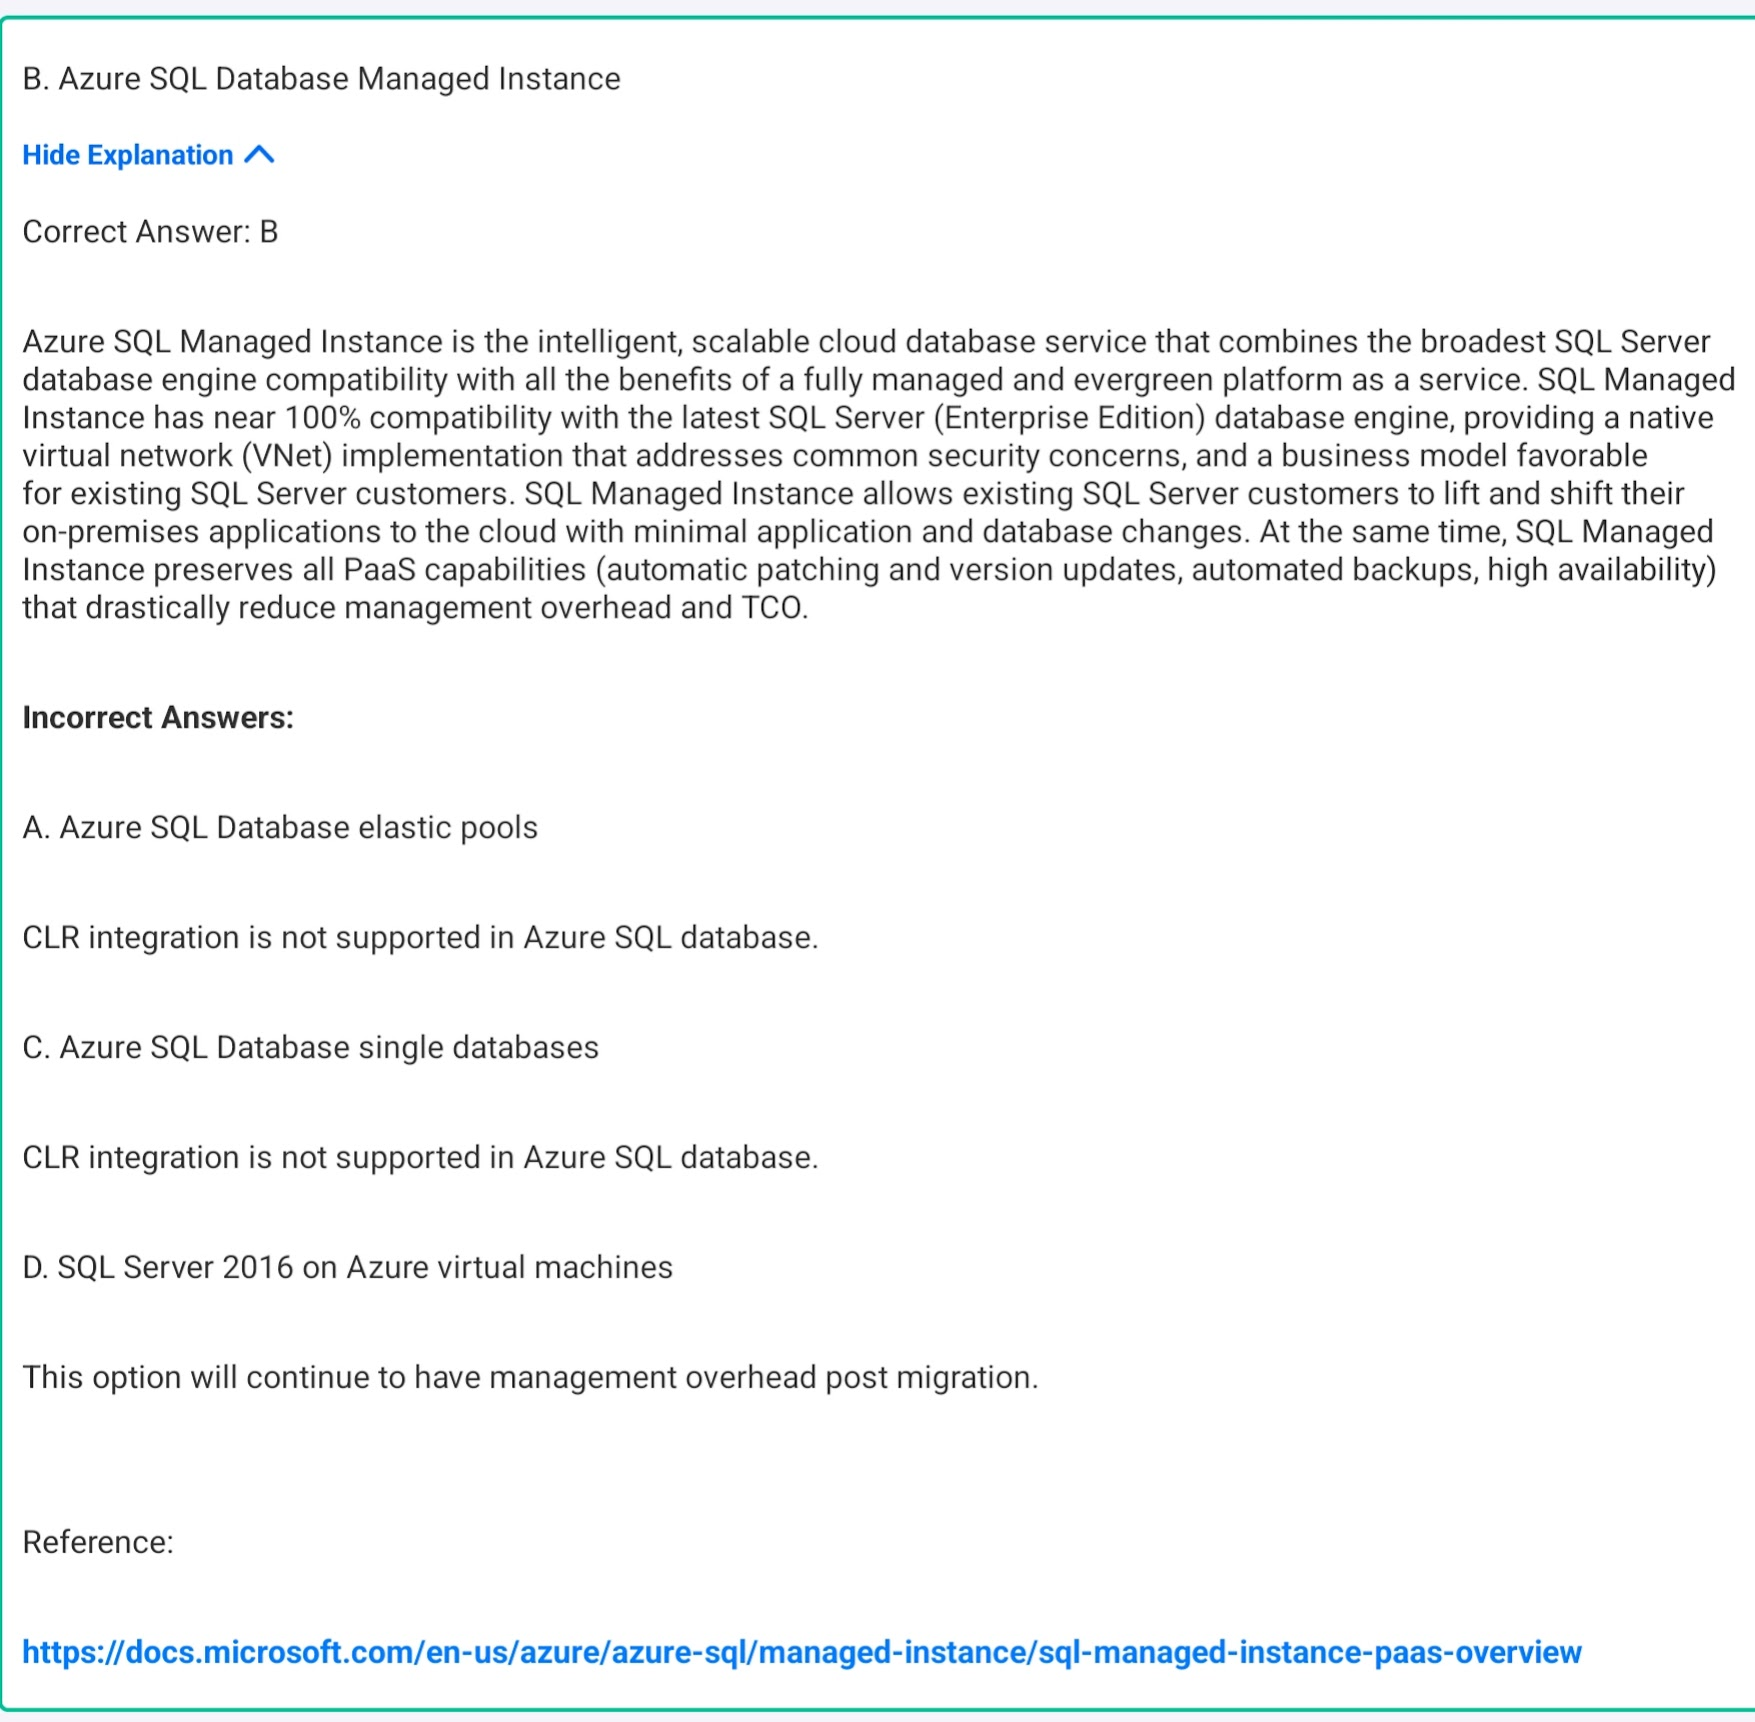 B. Azure SQL Database Managed Instance
Hide Explanation
Correct Answer: B
Azure SQL Managed Instance is the intelligent, scalable cloud database service that combines the broadest SQL Server
database engine compatibility with all the benefits of a fully managed and evergreen platform as a service. SQL Managed
Instance has near 100% compatibility with the latest SQL Server (Enterprise Edition) database engine, providing a native
virtual network (VNet) implementation that addresses common security concerns, and a business model favorable
for existing SQL Server customers. SQL Managed Instance allows existing SQL Server customers to lift and shift their
on-premises applications to the cloud with minimal application and database changes. At the same time, SQL Managed
Instance preserves all PaaS capabilities (automatic patching and version updates, automated backups, high availability)
that drastically reduce management overhead and TCO.
Incorrect Answers:
A. Azure SQL Database elastic pools
CLR integration is not supported in Azure SQL database.
C. Azure SQL Database single databases
CLR integration is not supported in Azure SQL database.
D. SQL Server 2016 on Azure virtual machines
This option will continue to have management overhead post migration.
Reference:
https://docs.microsoft.com/en-us/azure/azure-sql/managed-instance/sql-managed-instance-paas-overview